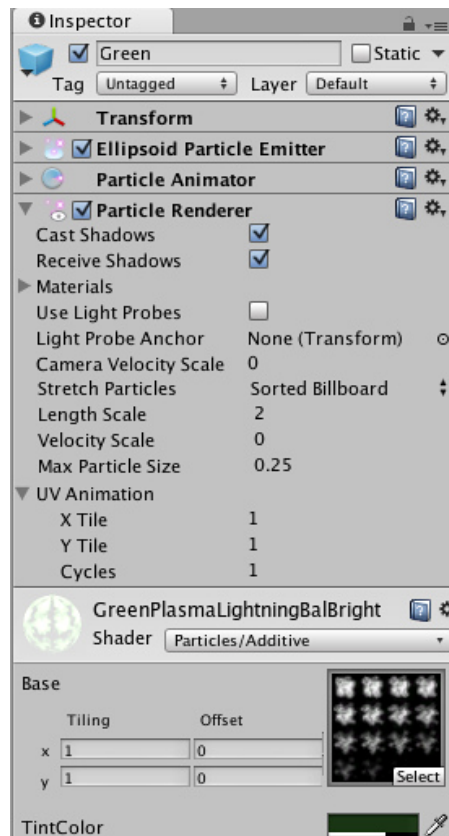 Inspector
Green Static
Tag Untagged Layer Default
Transform
Ellipsoid Particle Emitter
Particle Animator
Particle Renderer
Cast Shadows
Receive Shadows
Materials
Use Light Probes
Light Probe Anchor None (Transform)
Camera Velocity Scale 0
Stretch Particles Sorted Billboard
Length Scale 2
Velocity Scale 0
Max Particle Size 0.25
UV Animation
X Tile 1
Y Tile 1
Cycles 1
GreenPlasmaLightningBalBright
Shader Particles/Additive
Base
Tiling Offset
x 1 0
y 1 0
Select
TintColor